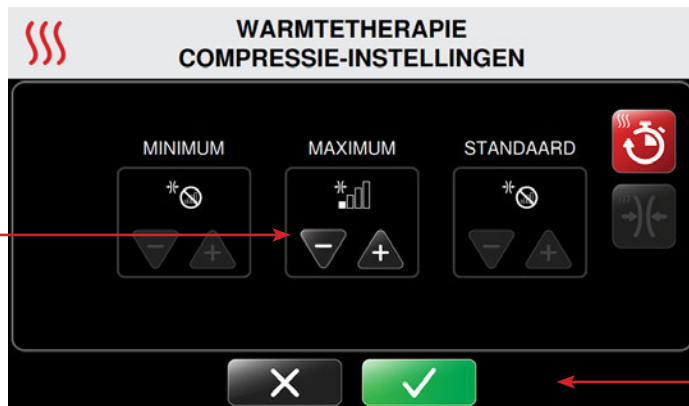 WARMTETHERAPIE
COMPRESSIE-INSTELLINGEN
MINIMUM MAXIMUM STANDAARD